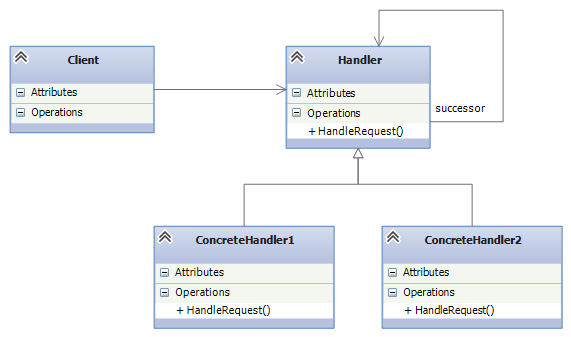 Client
Attributes
Operations
Handler
Attributes
Operations
+ HandleRequest()
successor
ConcreteHandler1
Attributes
Operations
+ HandleRequest()
ConcreteHandler2
Attributes
Operations
+ HandleRequest()